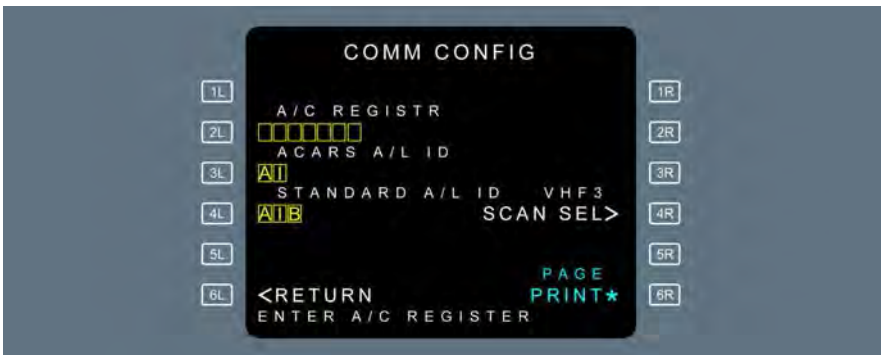 COMM CONFIG
1L 1R
A/C REGISTR
2L 2R
ACARS A/L ID
3L AI 3R
STANDARD A/L ID VHF3
4L AIB SCAN SEL> 4R
5L 5R
PAGE
6L <RETURN PRINT* 6R
ENTER A/C REGISTER